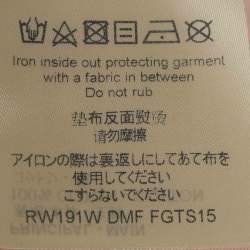 Iron inside out protecting garment
with a fabric in between
Do not rub
垫布反面熨烫
请勿摩擦
アイロンの際は裏返しにしてあて布を
使用してください
こすらないでください
RW191W DMF FGTS15
PRINCIPAL - MAIN